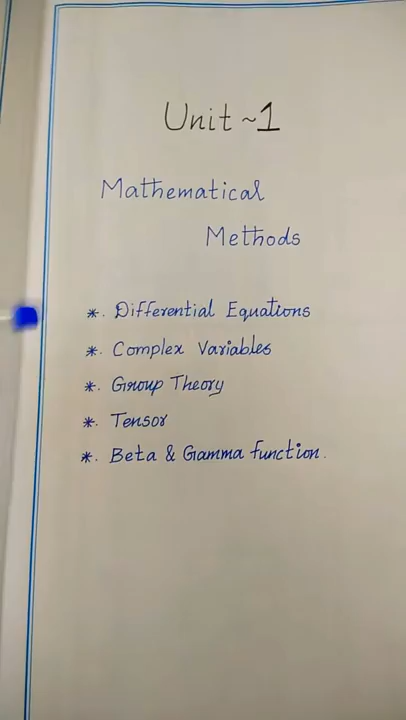 Unit ~1
Mathematical
Methods
*. Differential Equations
*. Complex Variables
*. Group Theory
*. Tensor
*. Beta & Gamma function.